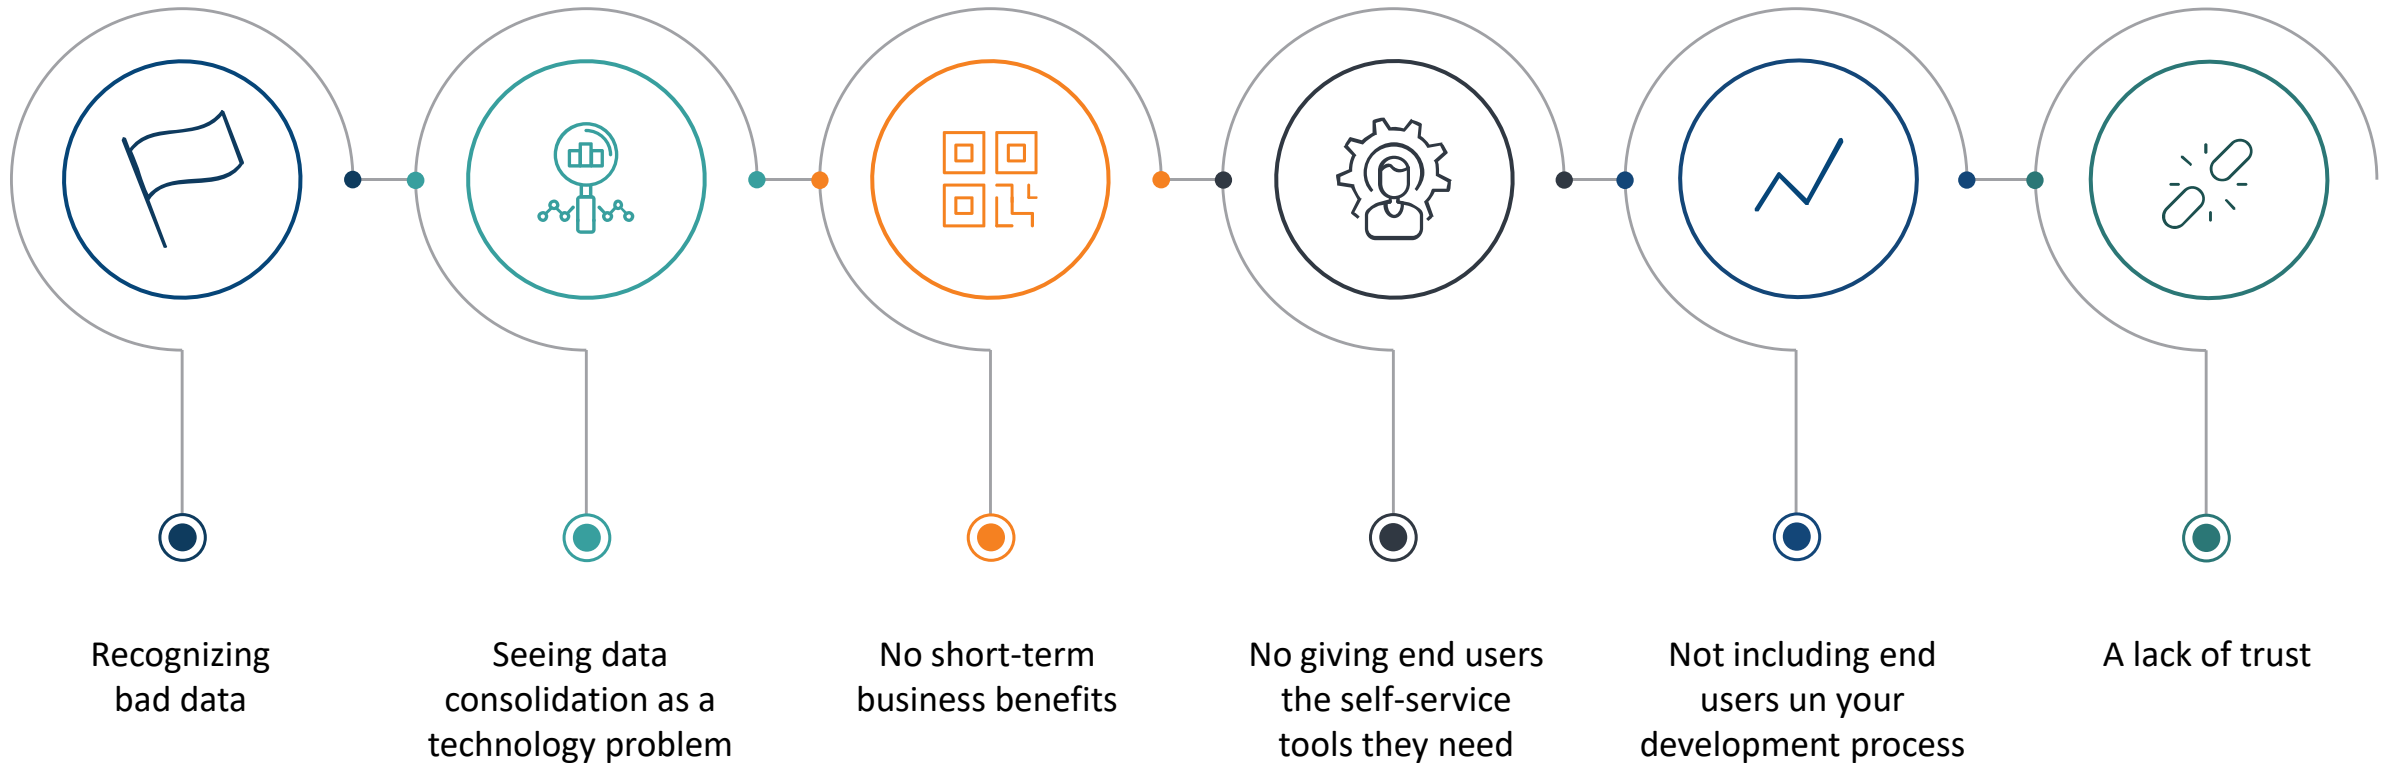 Recognizing
bad data
Seeing data
consolidation as a
technology problem
No short-term
business benefits
No giving end users
the self-service
tools they need
Not including end
users un your
development process
A lack of trust